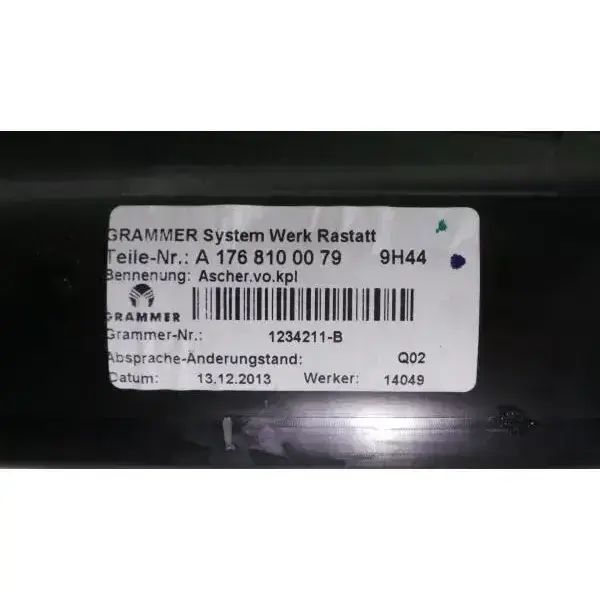 GRAMMER System Werk Rastatt
Teile-Nr.: A 176 810 00 79 9H44
Bennenung: Ascher.vo.kpl
GRAMMER
Grammer-Nr.: 1234211-B
Absprache-Änderungstand: Q02
Datum: 13.12.2013 Werker: 14049